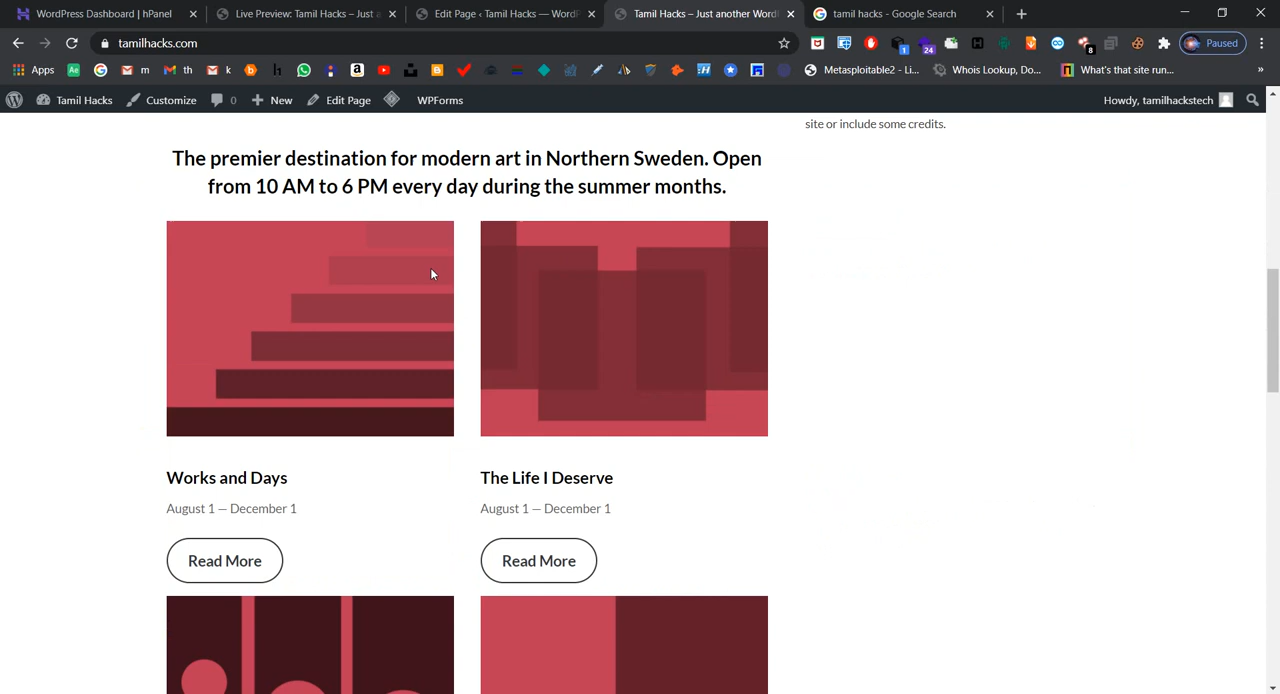 WordPress Dashboard | hPanel
Live Preview: Tamil Hacks – Just a
Edit Page ‹ Tamil Hacks — WordP
Tamil Hacks – Just another Word
tamil hacks - Google Search
tamilhacks.com
1
24
8
Paused
Apps
m
th
k
Metasploitable2 - Li...
Whois Lookup, Do...
What's that site run...
Tamil Hacks
Customize
0
New
Edit Page
WPForms
Howdy, tamilhackstech
site or include some credits.
The premier destination for modern art in Northern Sweden. Open
from 10 AM to 6 PM every day during the summer months.
Works and Days
The Life I Deserve
August 1 — December 1
August 1 — December 1
Read More
Read More